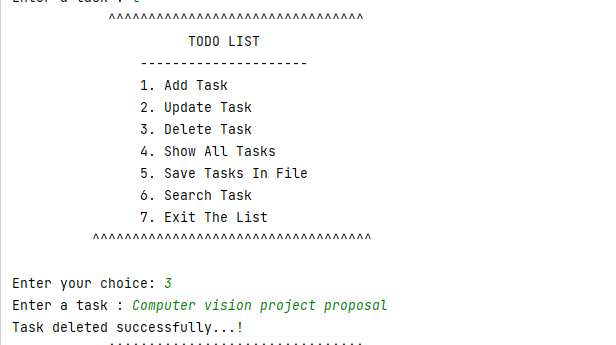 Enter a task :
^^^^^^^^^^^^^^^^^^^^^^^^^^^^^^^^
TODO LIST
---------------------
1. Add Task
2. Update Task
3. Delete Task
4. Show All Tasks
5. Save Tasks In File
6. Search Task
7. Exit The List
^^^^^^^^^^^^^^^^^^^^^^^^^^^^^^^^^^^
Enter your choice: 3
Enter a task : Computer vision project proposal
Task deleted successfully...!
^^^^^^^^^^^^^^^^^^^^^^^^^^^^^^^^